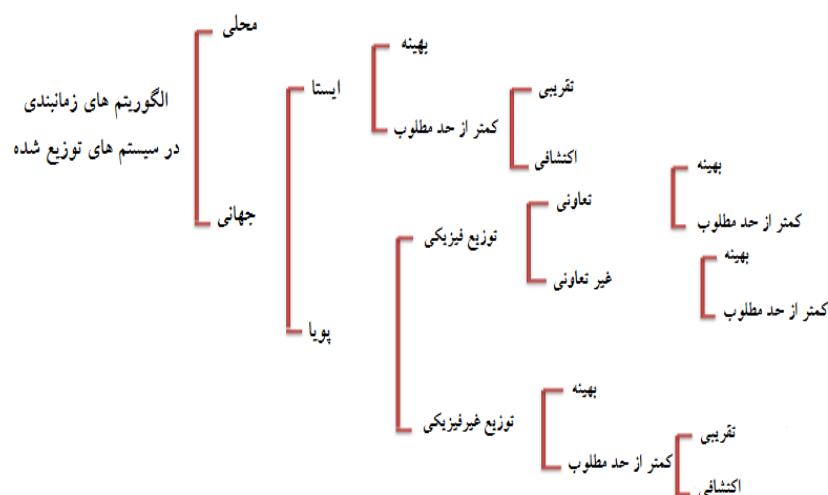 محلی
بهینه
ایستا
تقریبی
الگوریتم های زمانبندی
کمتر از حد مطلوب
در سیستم های توزیع شده
اکتشافی
بهینه
تعاونی
جهانی
کمتر از حد مطلوب
توزیع فیزیکی
بهینه
غیر تعاونی
کمتر از حد مطلوب
پویا
بهینه
توزیع غیرفیزیکی
تقریبی
کمتر از حد مطلوب
اکتشافی